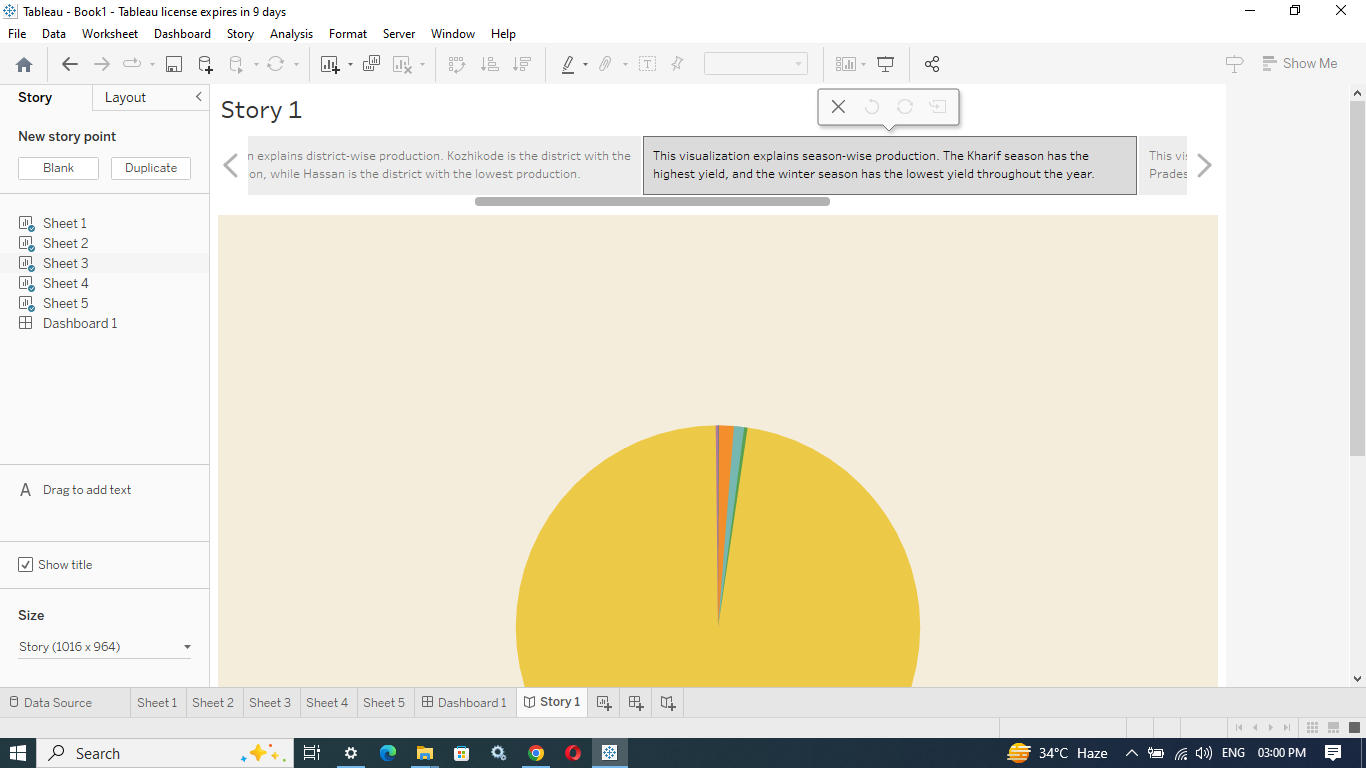 Tableau - Book1 - Tableau license expires in 9 days
File Data Worksheet Dashboard Story Analysis Format Server Window Help
Show Me
Story Layout
New story point
Blank Duplicate
Sheet 1
Sheet 2
Sheet 3
Sheet 4
Sheet 5
Dashboard 1
A Drag to add text
Show title
Size
Story (1016 x 964)
Story 1
n explains district-wise production. Kozhikode is the district with the
on, while Hassan is the district with the lowest production.
This visualization explains season-wise production. The Kharif season has the
highest yield, and the winter season has the lowest yield throughout the year.
This
Data Source Sheet 1 Sheet 2 Sheet 3 Sheet 4 Sheet 5 Dashboard 1 Story 1
Search 34°C Haze ENG 03:00 PM